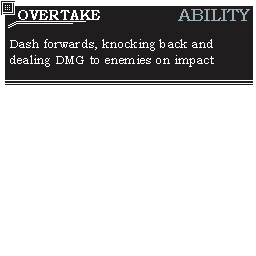 OVERTAKE ABILITY
Dash forwards, knocking back and
dealing DMG to enemies on impact